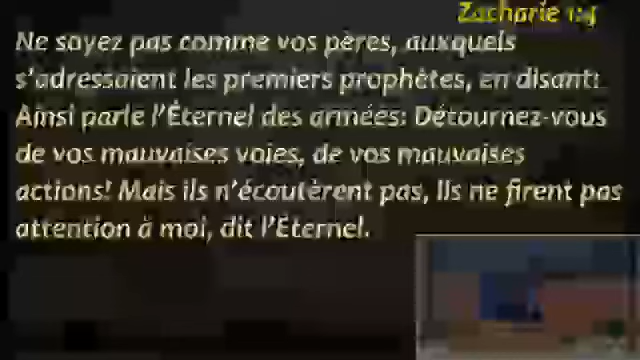 Zacharie 1:4
Ne soyez pas comme vos pères, auxquels
s'adressaient les premiers prophètes, en disant:
Ainsi parle l'Éternel des armées: Détournez-vous
de vos mauvaises voies, de vos mauvaises
actions! Mais ils n'écoutèrent pas, Ils ne firent pas
attention à moi, dit l'Éternel.